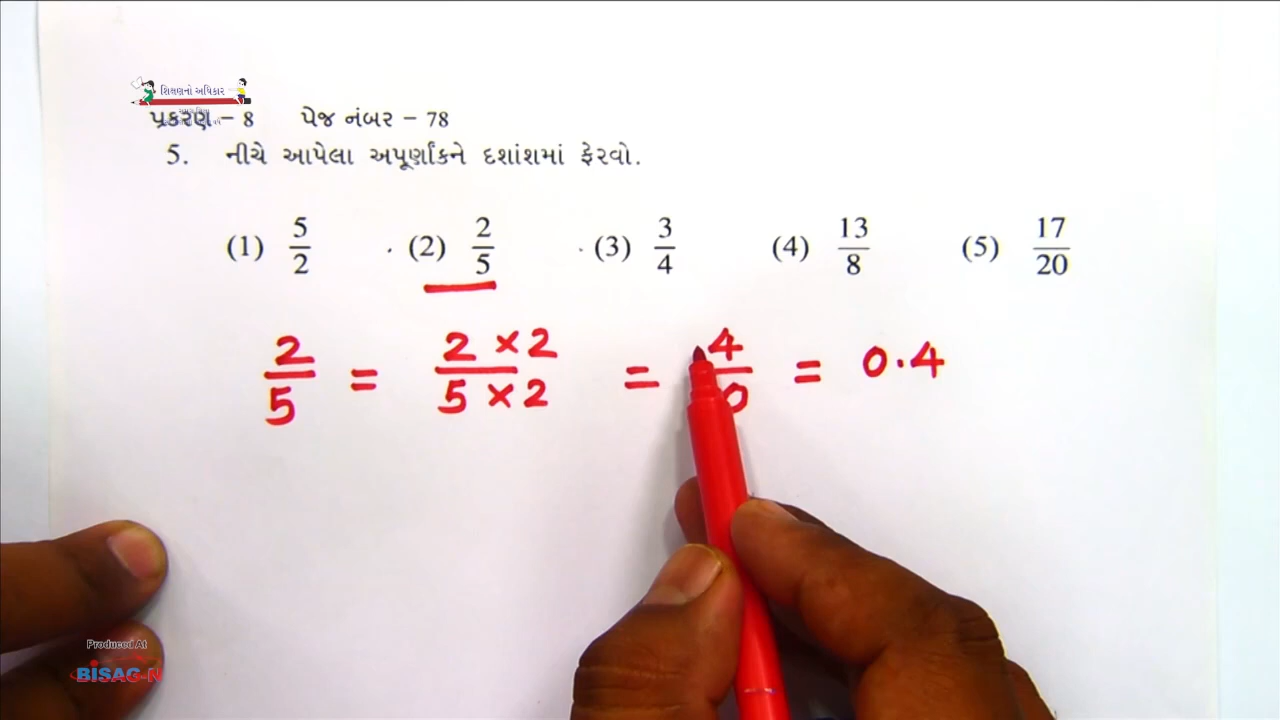 શિક્ષણનો અધિકાર
પ્રકરણ – 8 પેજ નંબર – 78
5. નીચે આપેલા અપૂર્ણાંકને દશાંશમાં ફેરવો.
(1) 5/2 (2) 2/5 (3) 3/4 (4) 13/8 (5) 17/20
2/5 = 2 × 2 / 5 × 2 = 4/0 = 0.4
Produced At
BISAG-N